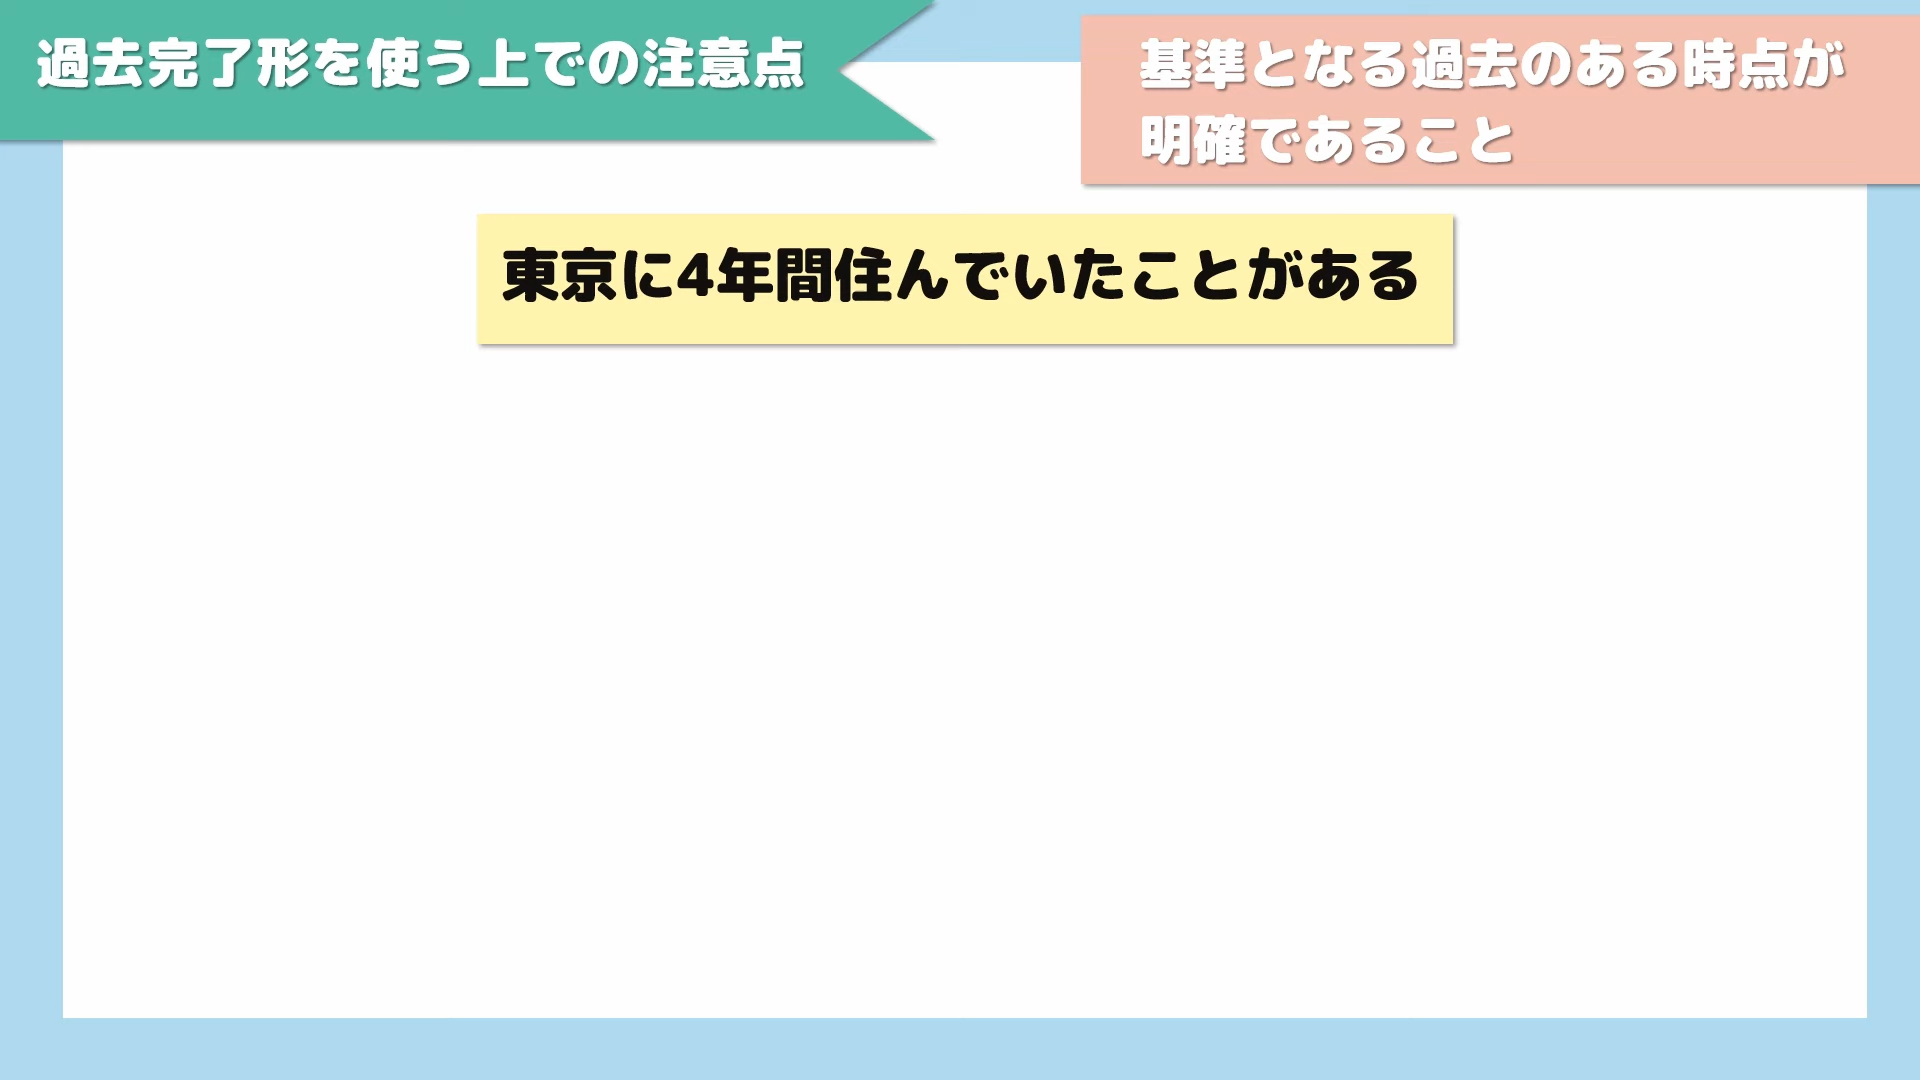 過去完了形を使う上での注意点
基準となる過去のある時点が
明確であること
東京に4年間住んでいたことがある